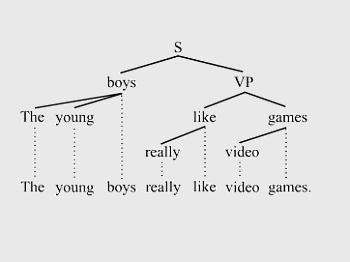 S
boys VP
The young like games
really video
The young boys really like video games.